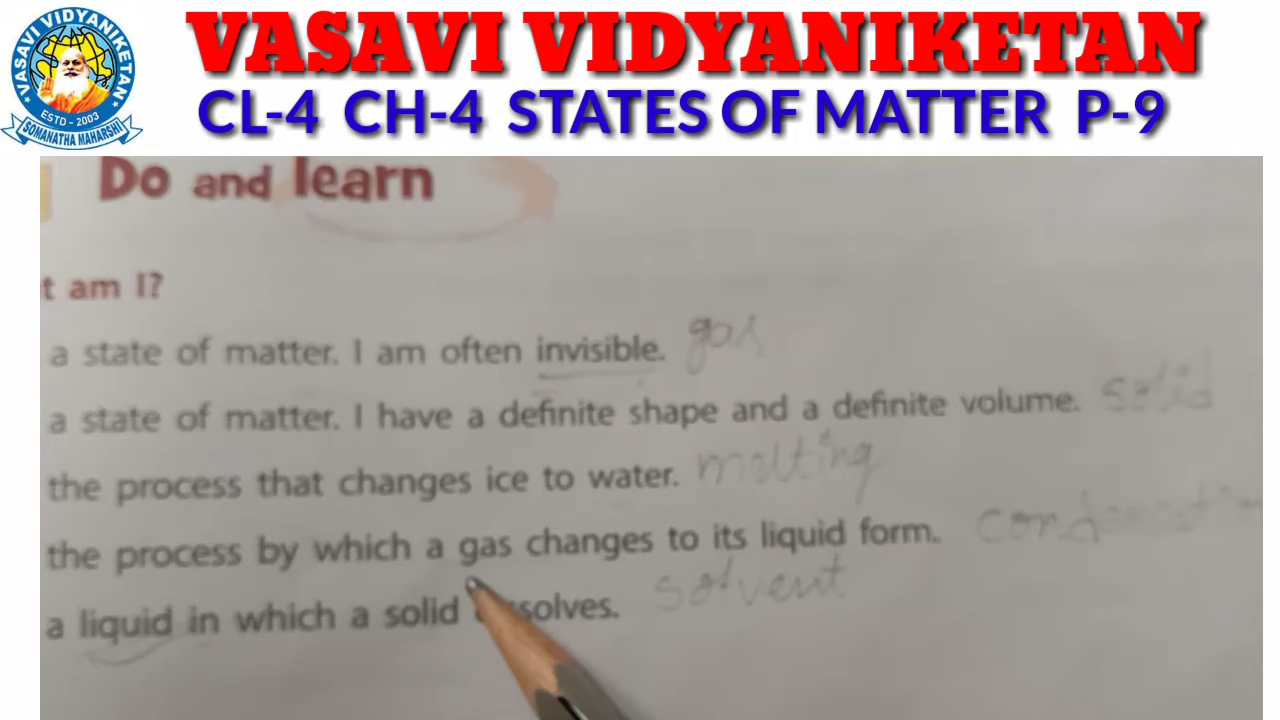 VASAVI VIDYANIKETAN
ESTD - 2003
SOMANATHA MAHARSHI
VASAVI VIDYANIKETAN
CL-4 CH-4 STATES OF MATTER P-9
Do and learn
t am I?
a state of matter. I am often invisible. gas
a state of matter. I have a definite shape and a definite volume. solid
the process that changes ice to water. melting
the process by which a gas changes to its liquid form.
a liquid in which a solid solves. solvent